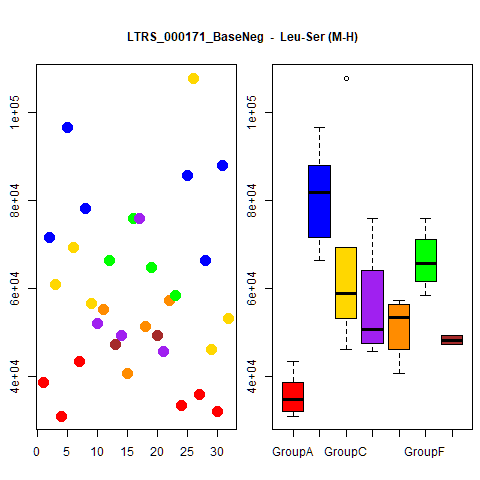 LTRS_000171_BaseNeg - Leu-Ser (M-H)
1e+05
8e+04
6e+04
4e+04
0 5 10 15 20 25 30
1e+05
8e+04
6e+04
4e+04
GroupA GroupC GroupF